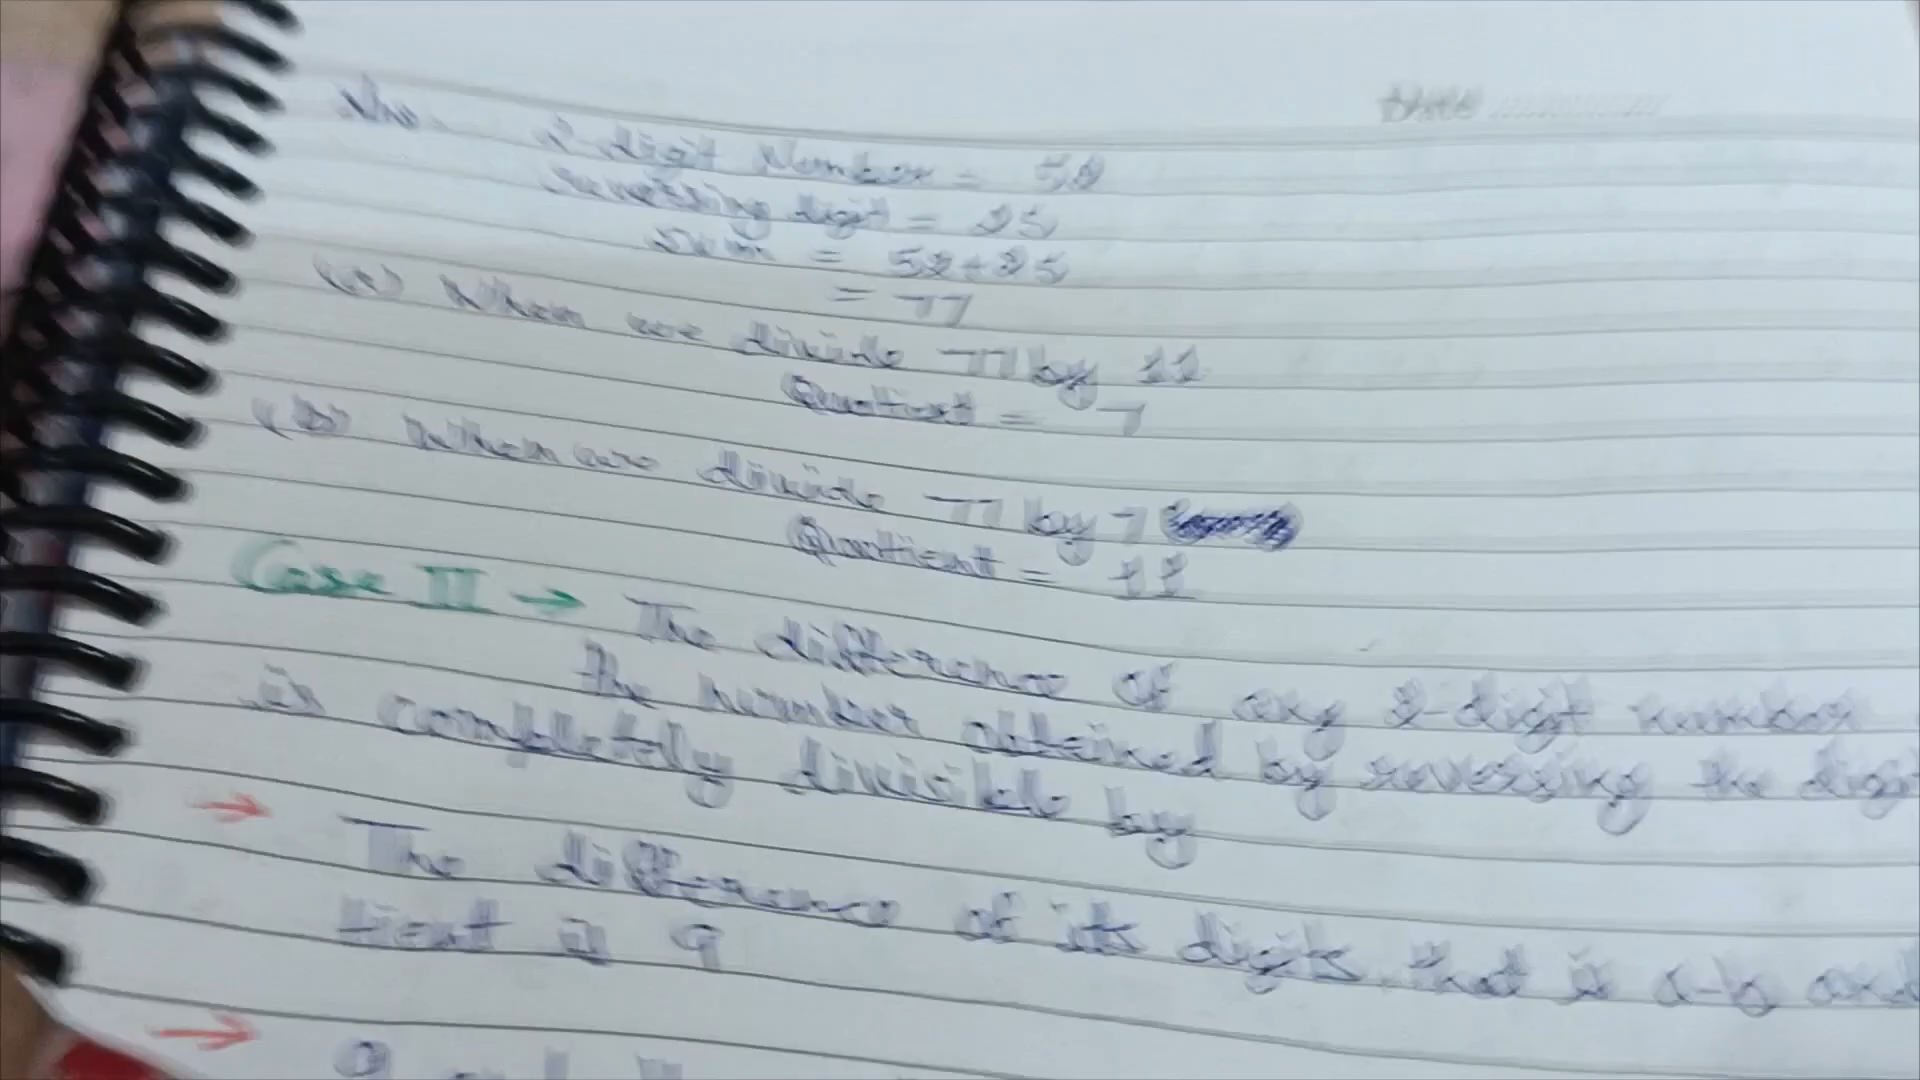 Ans.
Date
2-digit Number = 52
reversing digit = 25
Sum = 52+25
= 77
(a) When we divide 77 by 11
Quotient = 7
(b) When we divide 77 by 7
Quotient = 11
Case II → The difference of any 2-digit number
the number obtained by reversing the digit
is completely divisible by
→ The difference of its digits that is a-b and
tient is 9
→